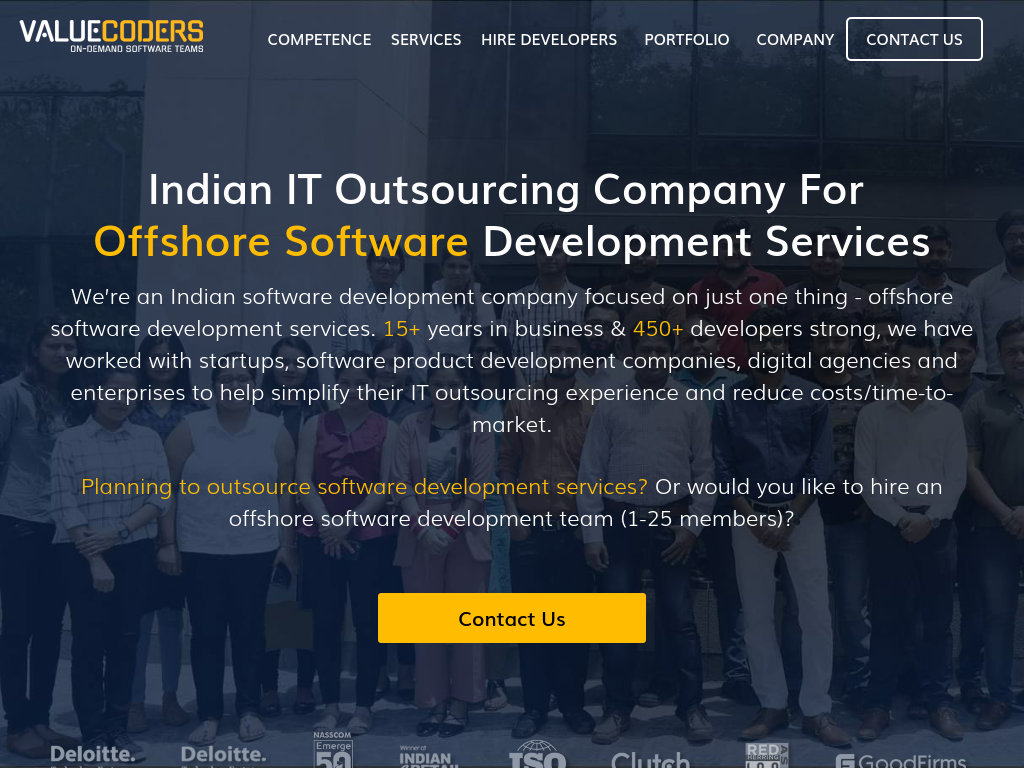 VALUECODERS
ON-DEMAND SOFTWARE TEAMS
COMPETENCE SERVICES HIRE DEVELOPERS PORTFOLIO COMPANY CONTACT US
Indian IT Outsourcing Company For
Offshore Software Development Services
We're an Indian software development company focused on just one thing - offshore
software development services. 15+ years in business & 450+ developers strong, we have
worked with startups, software product development companies, digital agencies and
enterprises to help simplify their IT outsourcing experience and reduce costs/time-to-
market.
Planning to outsource software development services? Or would you like to hire an
offshore software development team (1-25 members)?
Contact Us
Deloitte.
Deloitte.
NASSCOM
Emerge
50
Winner of
INDIAN
ISO
Clutch
RED
HERRING
GoodFirms